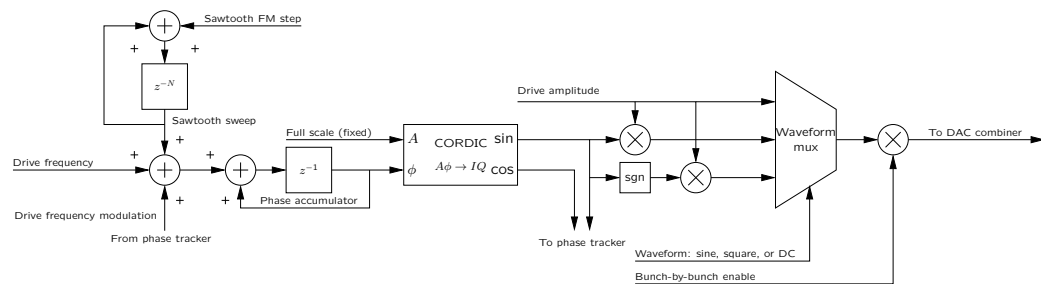 +
Sawtooth FM step
+
+
z^{-N}
Sawtooth sweep
+
Drive frequency
+
+
+
Drive frequency modulation
From phase tracker
+
+
+
z^{-1}
Phase accumulator
Full scale (fixed)
A
CORDIC
sin
ϕ
Aϕ → IQ
cos
Drive amplitude
sgn
To phase tracker
Waveform
mux
Waveform: sine, square, or DC
Bunch-by-bunch enable
To DAC combiner